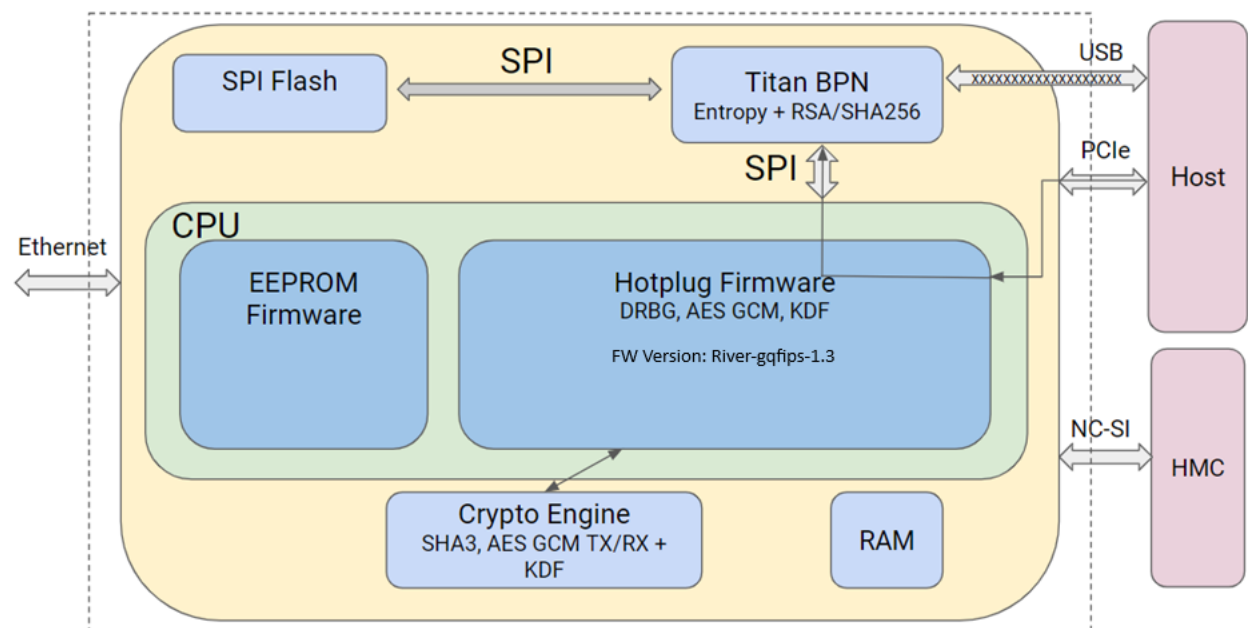 USB
SPI
SPI Flash
Titan BPN
Entropy + RSA/SHA256
XXXXXXXXXXXXXXXXXXX
PCIe
SPI
Host
CPU
Ethernet
EEPROM
Firmware
Hotplug Firmware
DRBG, AES GCM, KDF
FW Version: River-gqfips-1.3
NC-SI
HMC
Crypto Engine
SHA3, AES GCM TX/RX +
KDF
RAM